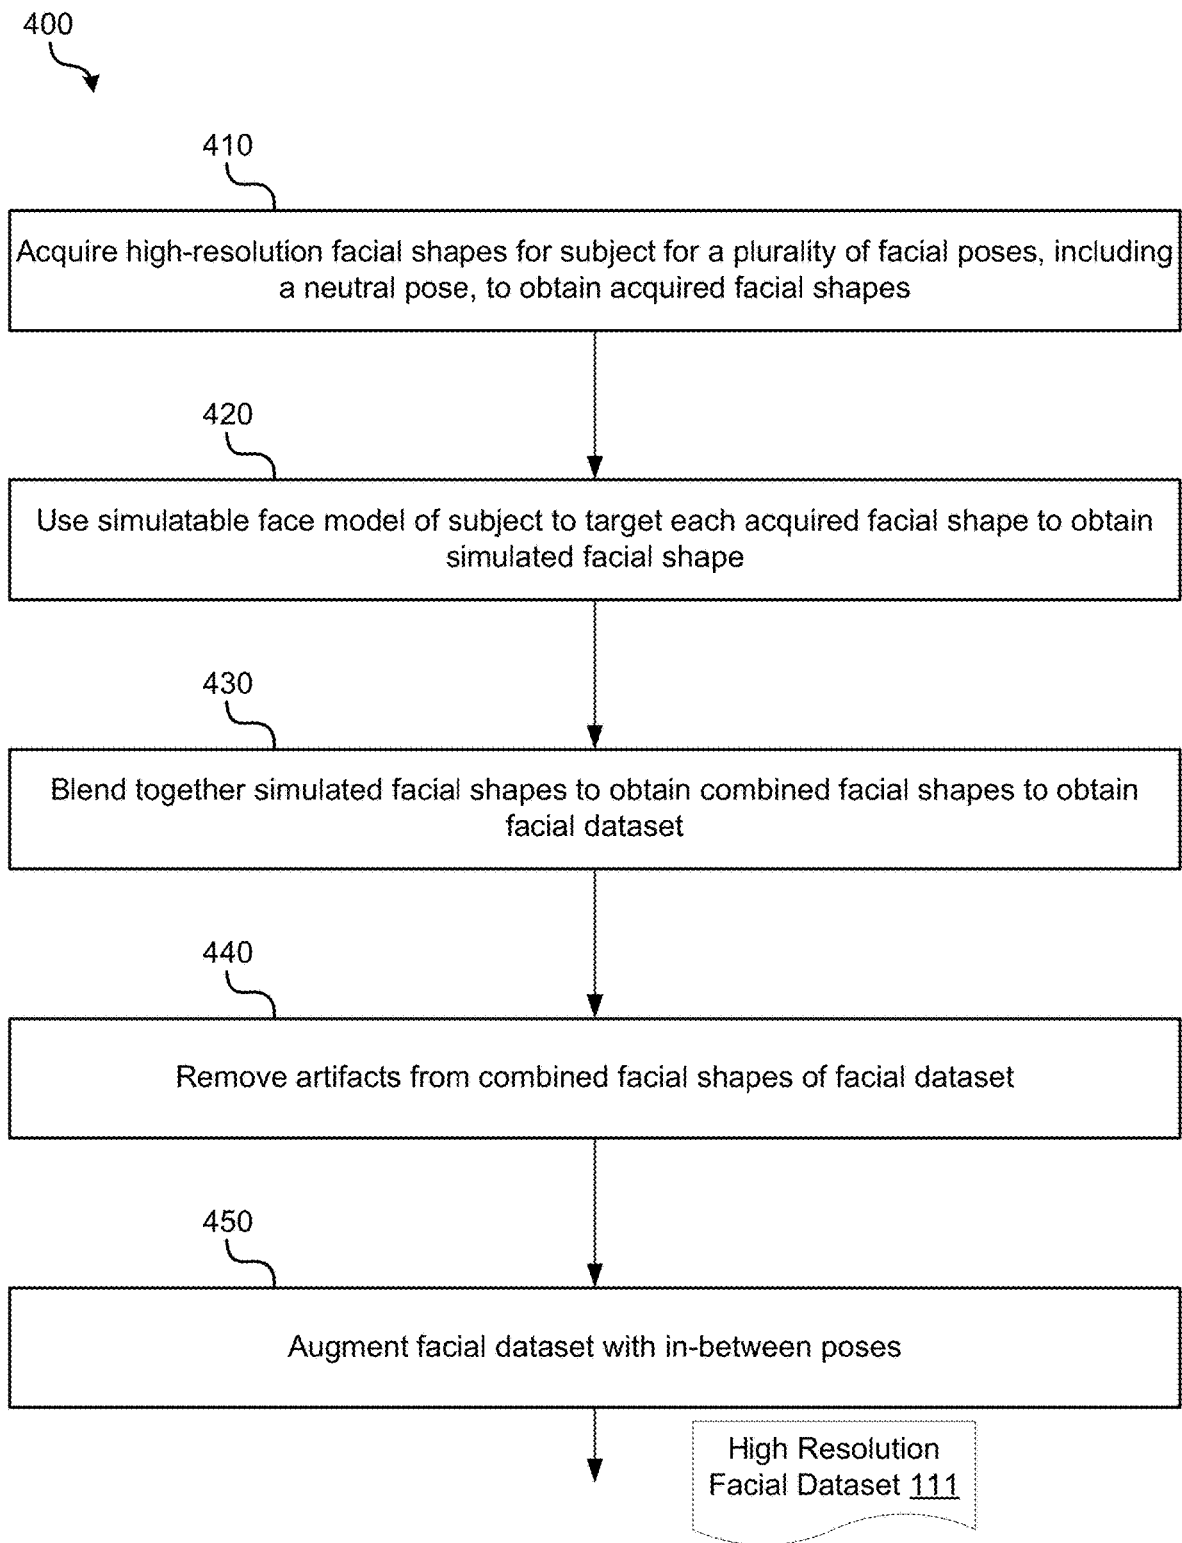 400
410
Acquire high-resolution facial shapes for subject for a plurality of facial poses, including
a neutral pose, to obtain acquired facial shapes
420
Use simulatable face model of subject to target each acquired facial shape to obtain
simulated facial shape
430
Blend together simulated facial shapes to obtain combined facial shapes to obtain
facial dataset
440
Remove artifacts from combined facial shapes of facial dataset
450
Augment facial dataset with in-between poses
High Resolution
Facial Dataset 111